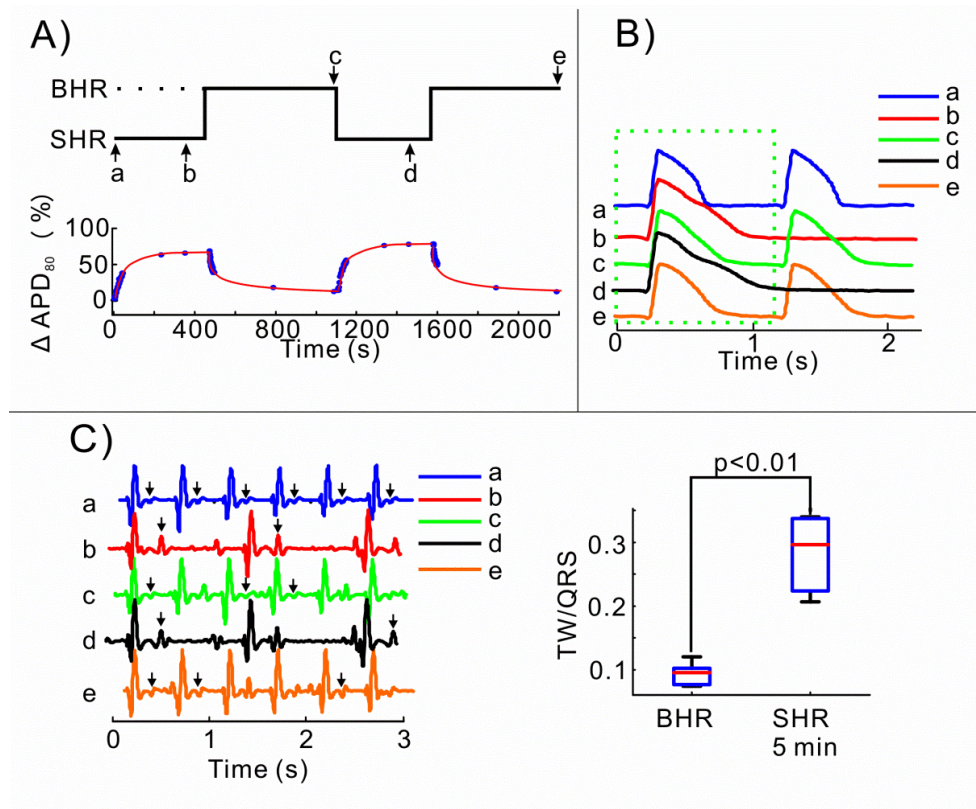 A)
c
e
BHR
SHR
a
b
d
Δ APD80 (%)
100
50
0
0
400
800
1200
1600
2000
Time (s)
B)
a
b
c
d
e
a
b
c
d
e
0
1
2
Time (s)
C)
a
b
c
d
e
a
b
c
d
e
0
1
2
3
Time (s)
p<0.01
TW/QRS
0.3
0.2
0.1
BHR
SHR
5 min